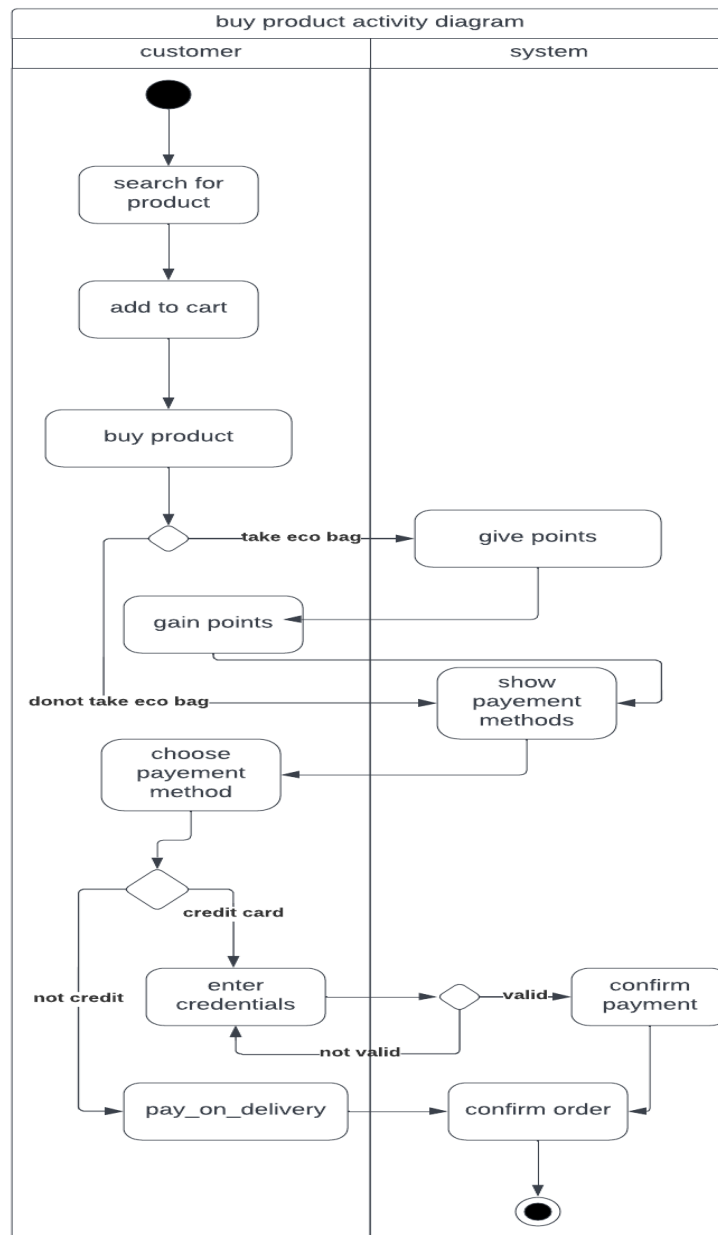 buy product activity diagram
customer
system
search for
product
add to cart
buy product
take eco bag
give points
gain points
donot take eco bag
show
payement
methods
choose
payement
method
credit card
not credit
enter
credentials
valid
confirm
payment
not valid
pay_on_delivery
confirm order